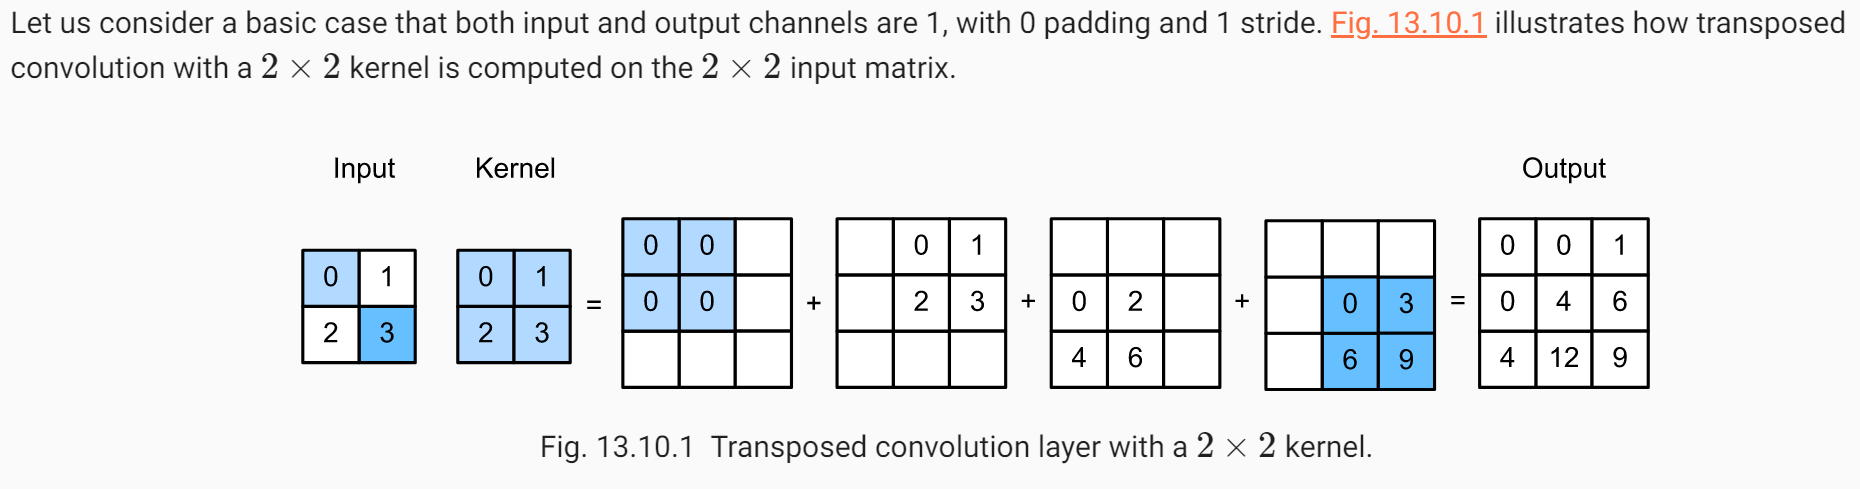 Let us consider a basic case that both input and output channels are 1, with 0 padding and 1 stride. Fig. 13.10.1 illustrates how transposed
convolution with a 2 × 2 kernel is computed on the 2 × 2 input matrix.
Input Kernel Output
0 0 0 1 0 0 1
0 1 0 1
0 0 2 3 0 2 0 3 0 4 6
= + + + =
2 3 2 3
4 6 6 9 4 12 9
Fig. 13.10.1 Transposed convolution layer with a 2 × 2 kernel.